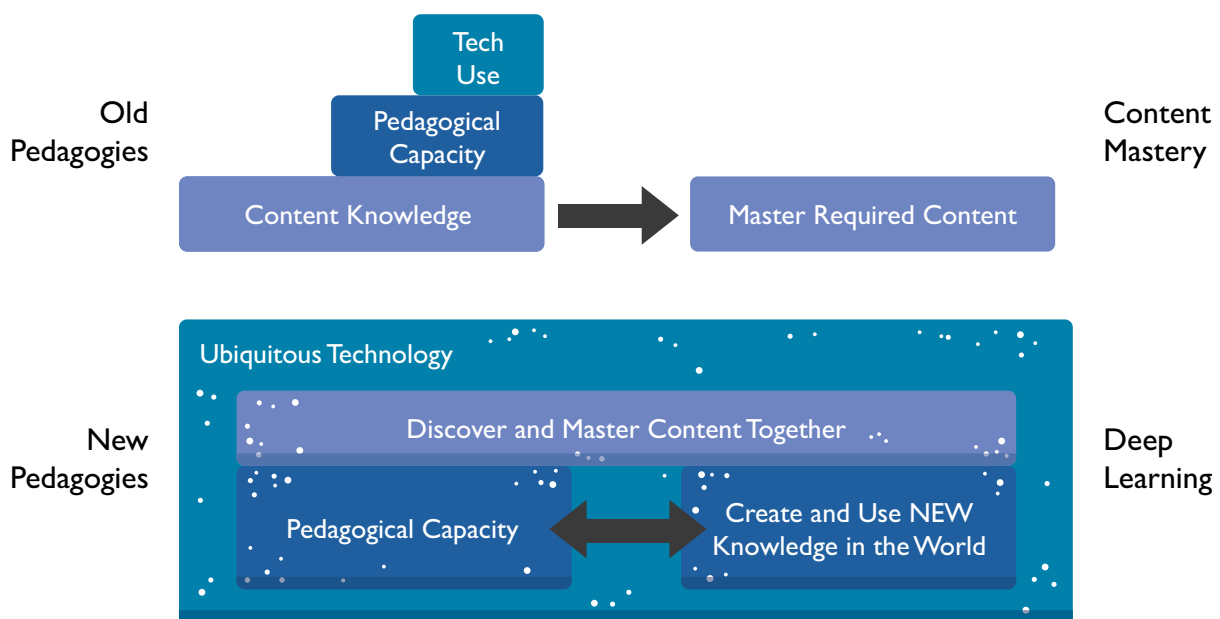 Tech
Use
Old
Pedagogies
Pedagogical
Capacity
Content
Mastery
Content Knowledge
Master Required Content
Ubiquitous Technology
New
Pedagogies
Discover and Master Content Together
Deep
Learning
Pedagogical Capacity
Create and Use NEW
Knowledge in the World